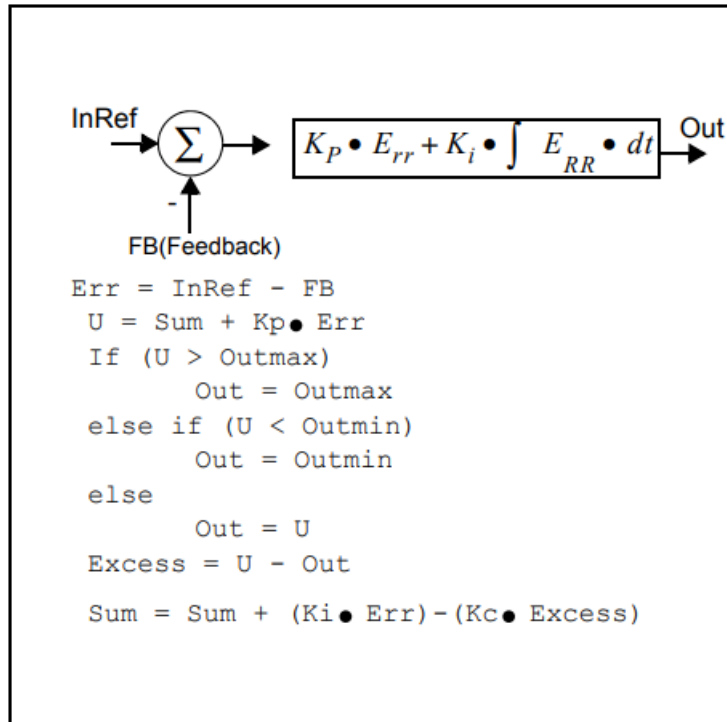 InRef
Σ
K_P • E_rr + K_i • ∫ E_RR • dt
Out
-
FB(Feedback)
Err = InRef - FB
U = Sum + Kp● Err
If (U > Outmax)
Out = Outmax
else if (U < Outmin)
Out = Outmin
else
Out = U
Excess = U - Out
Sum = Sum + (Ki● Err)-(Kc● Excess)